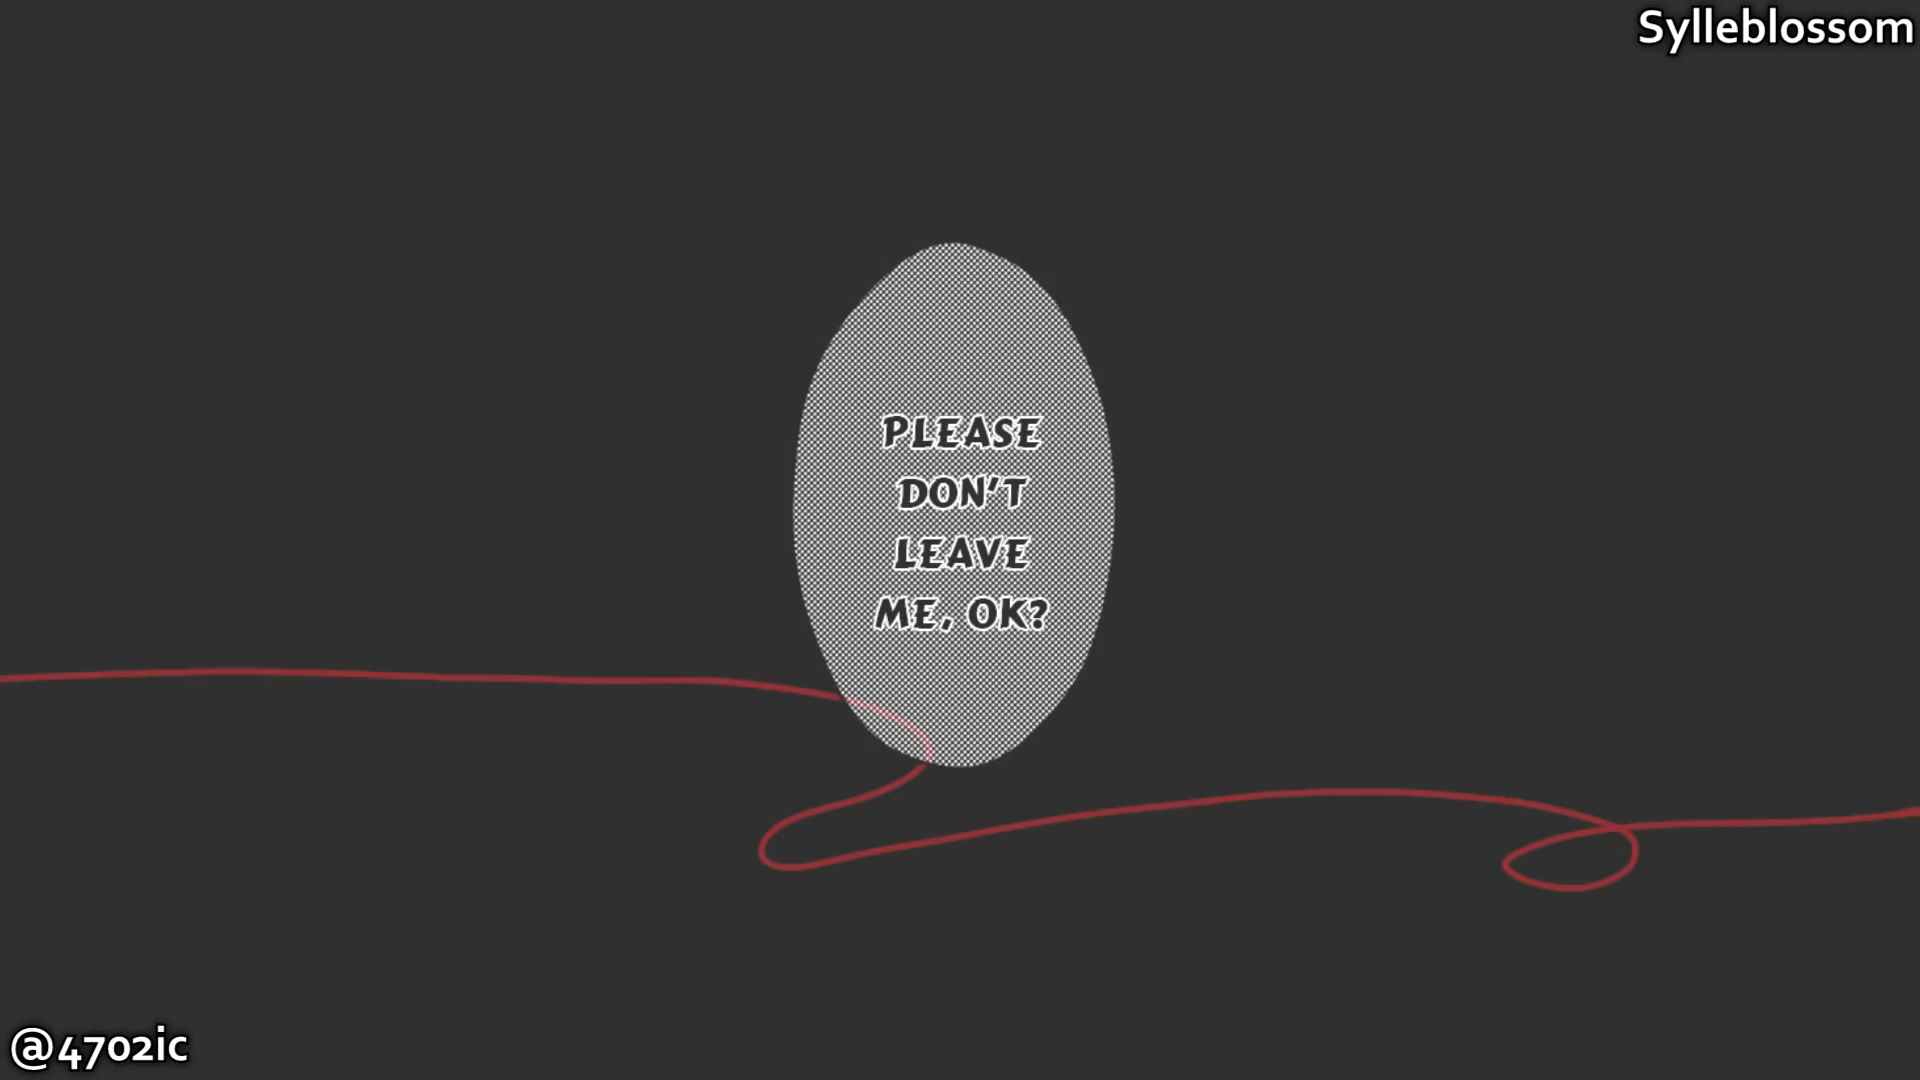 Sylleblossom
PLEASE
DON'T
LEAVE
ME, OK?
@4702ic